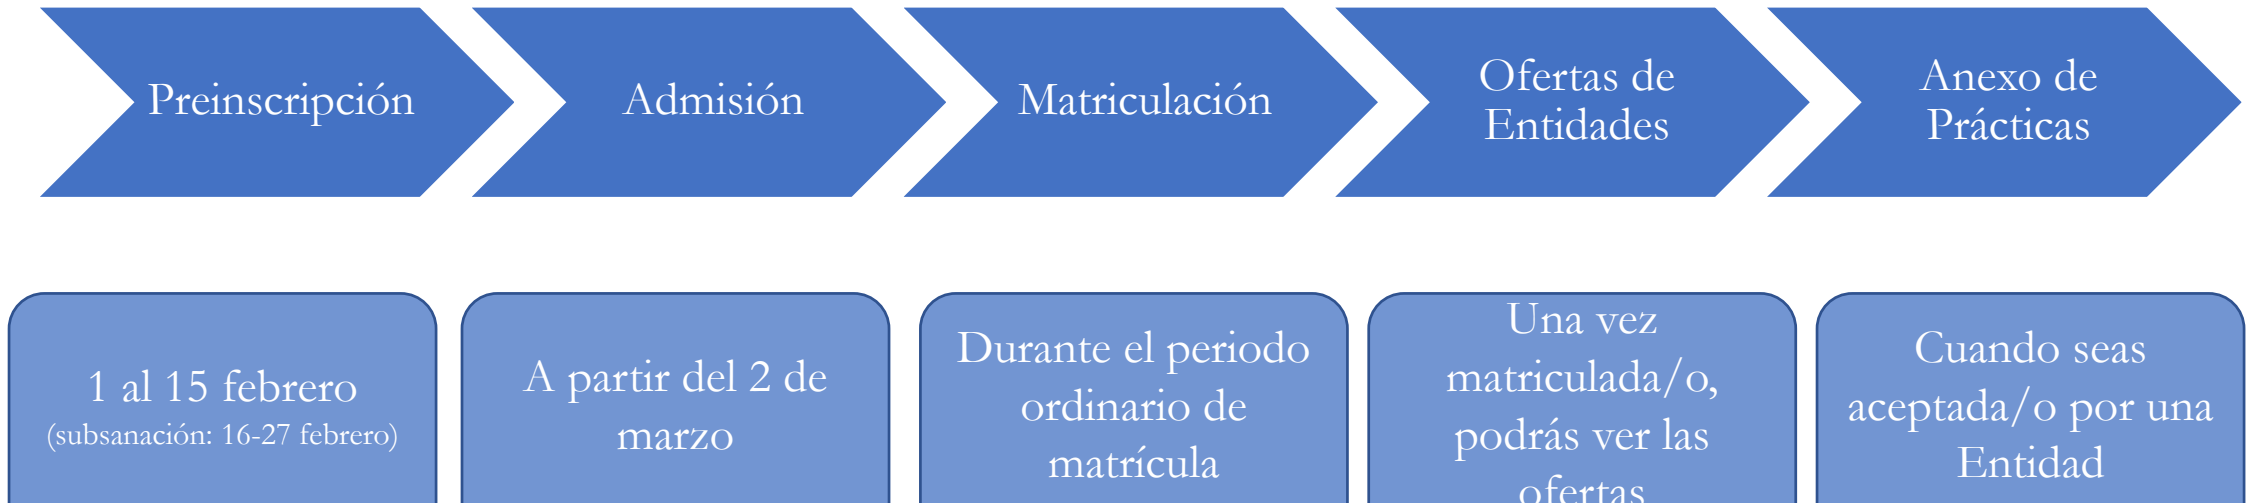 Preinscripción
Admisión
Matriculación
Ofertas de
Entidades
Anexo de
Prácticas
1 al 15 febrero
(subsanación: 16-27 febrero)
A partir del 2 de
marzo
Durante el periodo
ordinario de
matrícula
Una vez
matriculada/o,
podrás ver las
ofertas
Cuando seas
aceptada/o por una
Entidad